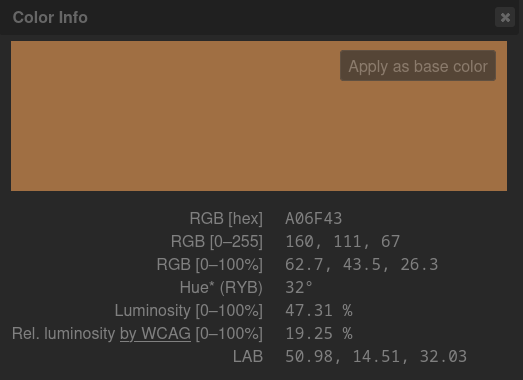 Color Info
Apply as base color
RGB [hex] A06F43
RGB [0–255] 160, 111, 67
RGB [0–100%] 62.7, 43.5, 26.3
Hue* (RYB) 32°
Luminosity [0–100%] 47.31 %
Rel. luminosity by WCAG [0–100%] 19.25 %
LAB 50.98, 14.51, 32.03